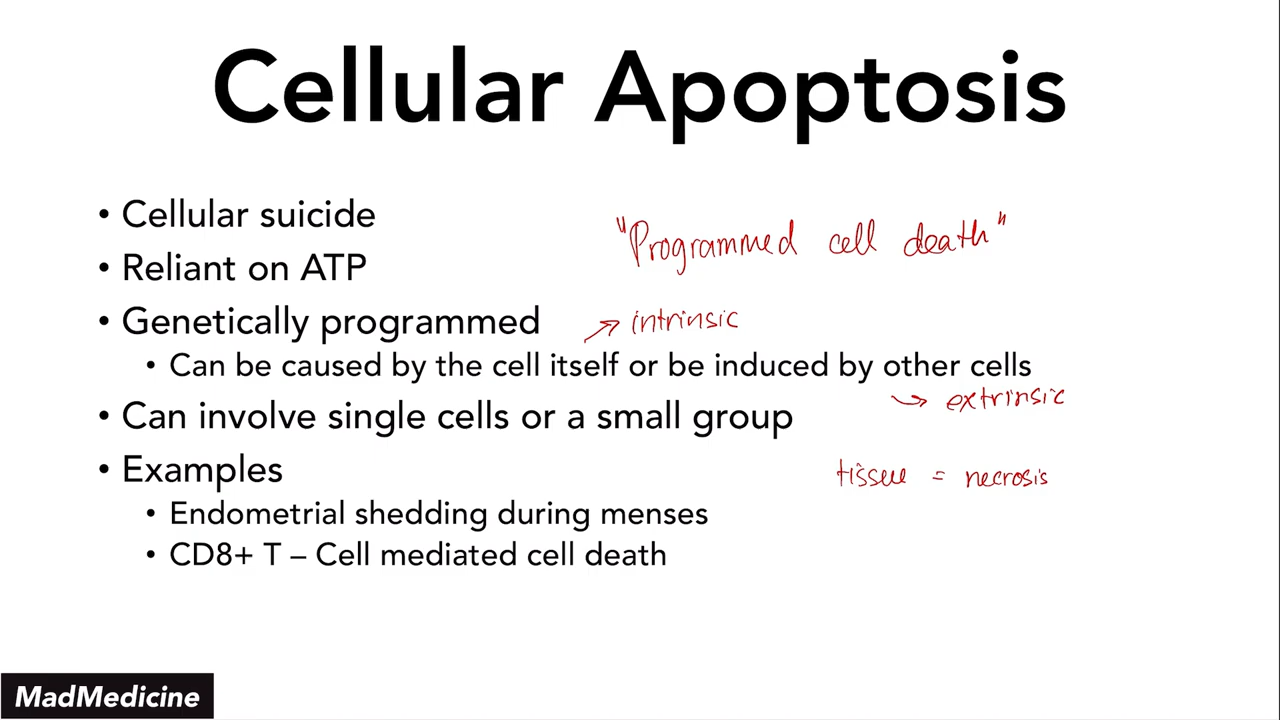 Cellular Apoptosis
• Cellular suicide
"Programmed cell death"
• Reliant on ATP
• Genetically programmed
→ intrinsic
• Can be caused by the cell itself or be induced by other cells
→ extrinsic
• Can involve single cells or a small group
• Examples
tissue = necrosis
• Endometrial shedding during menses
• CD8+ T – Cell mediated cell death
MadMedicine